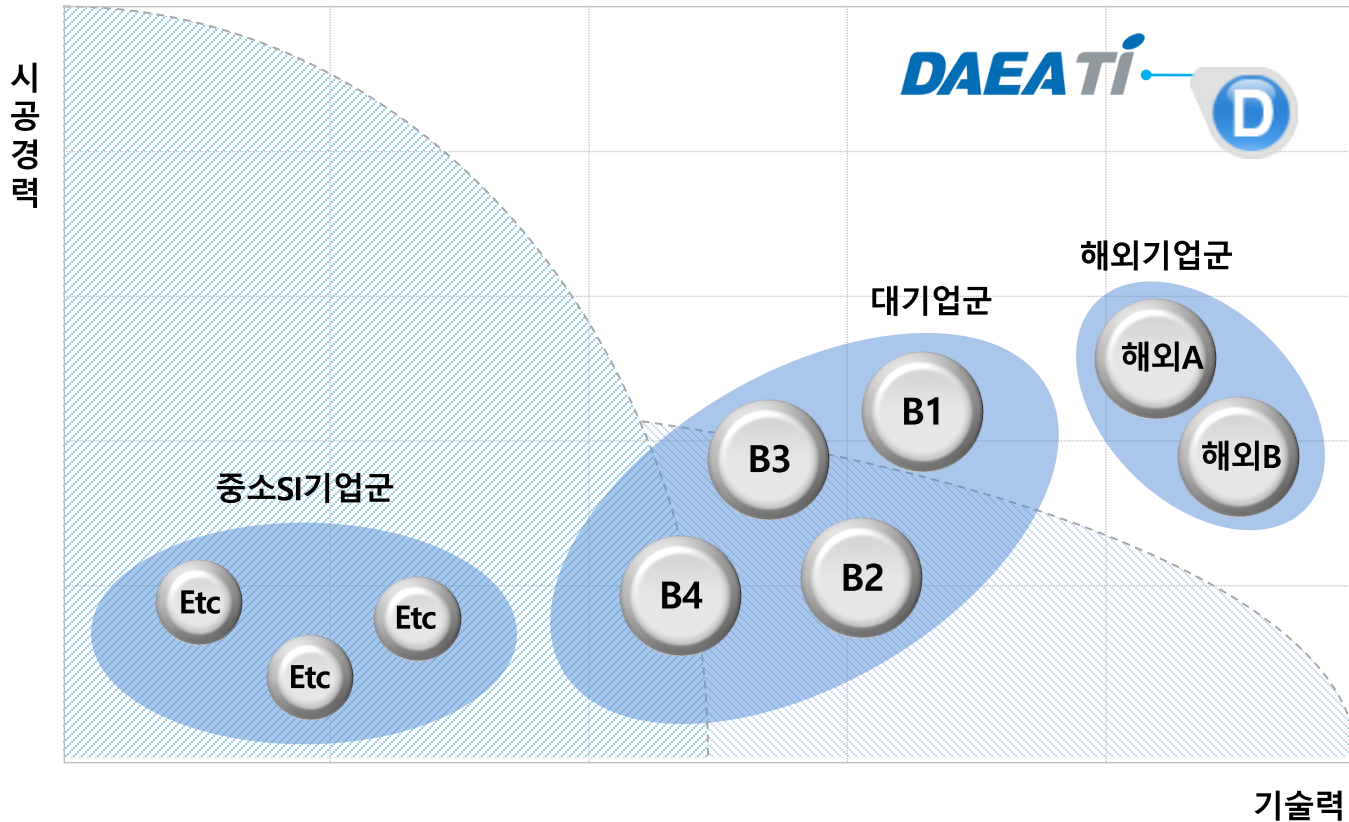 시공경력
DAEATI
D
해외기업군
대기업군
해외A
B1
해외B
B3
중소SI기업군
B2
B4
Etc
Etc
Etc
기술력